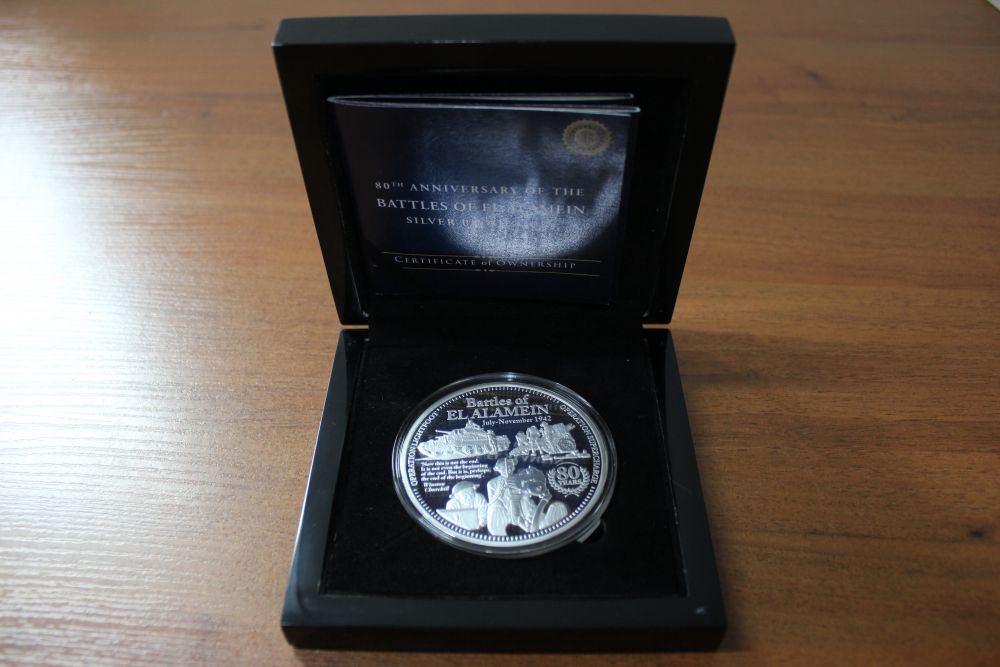 80TH ANNIVERSARY OF THE
BATTLES OF EL ALAMEIN
SILVER
CERTIFICATE of OWNERSHIP
Battles of
EL ALAMEIN
July-November 1942
OPERATION LIGHTFOOT
OPERATION SUPERCHARGE
"Now this is not the end.
It is not even the beginning
of the end. But it is, perhaps,
the end of the beginning".
Winston
Churchill
80
YEARS